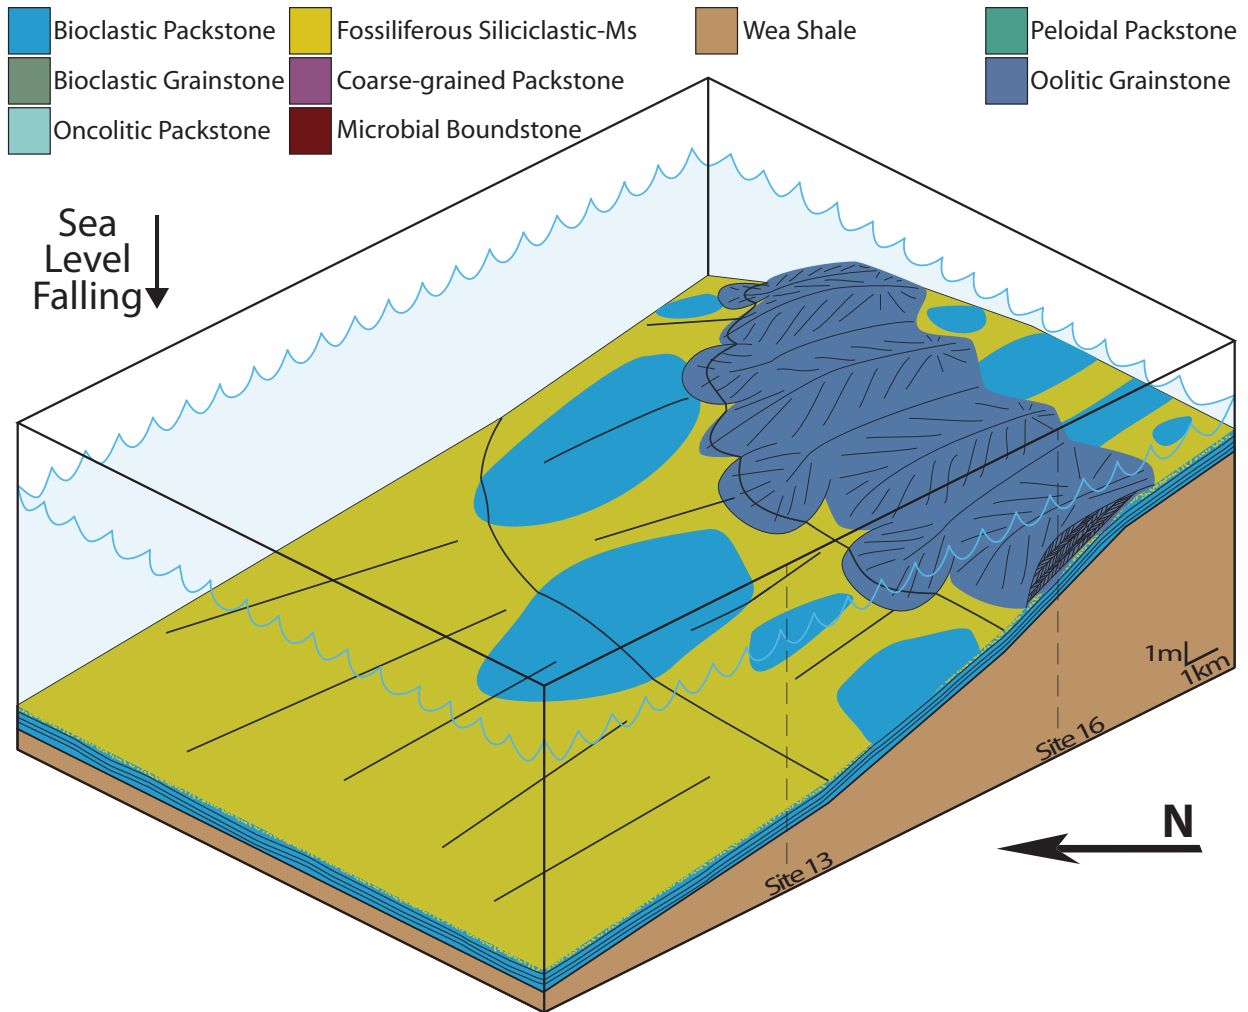 Bioclastic Packstone
Fossiliferous Siliciclastic-Ms
Wea Shale
Peloidal Packstone
Bioclastic Grainstone
Coarse-grained Packstone
Oolitic Grainstone
Oncolitic Packstone
Microbial Boundstone
Sea
Level
Falling
1m
1km
Site 16
N
Site 13